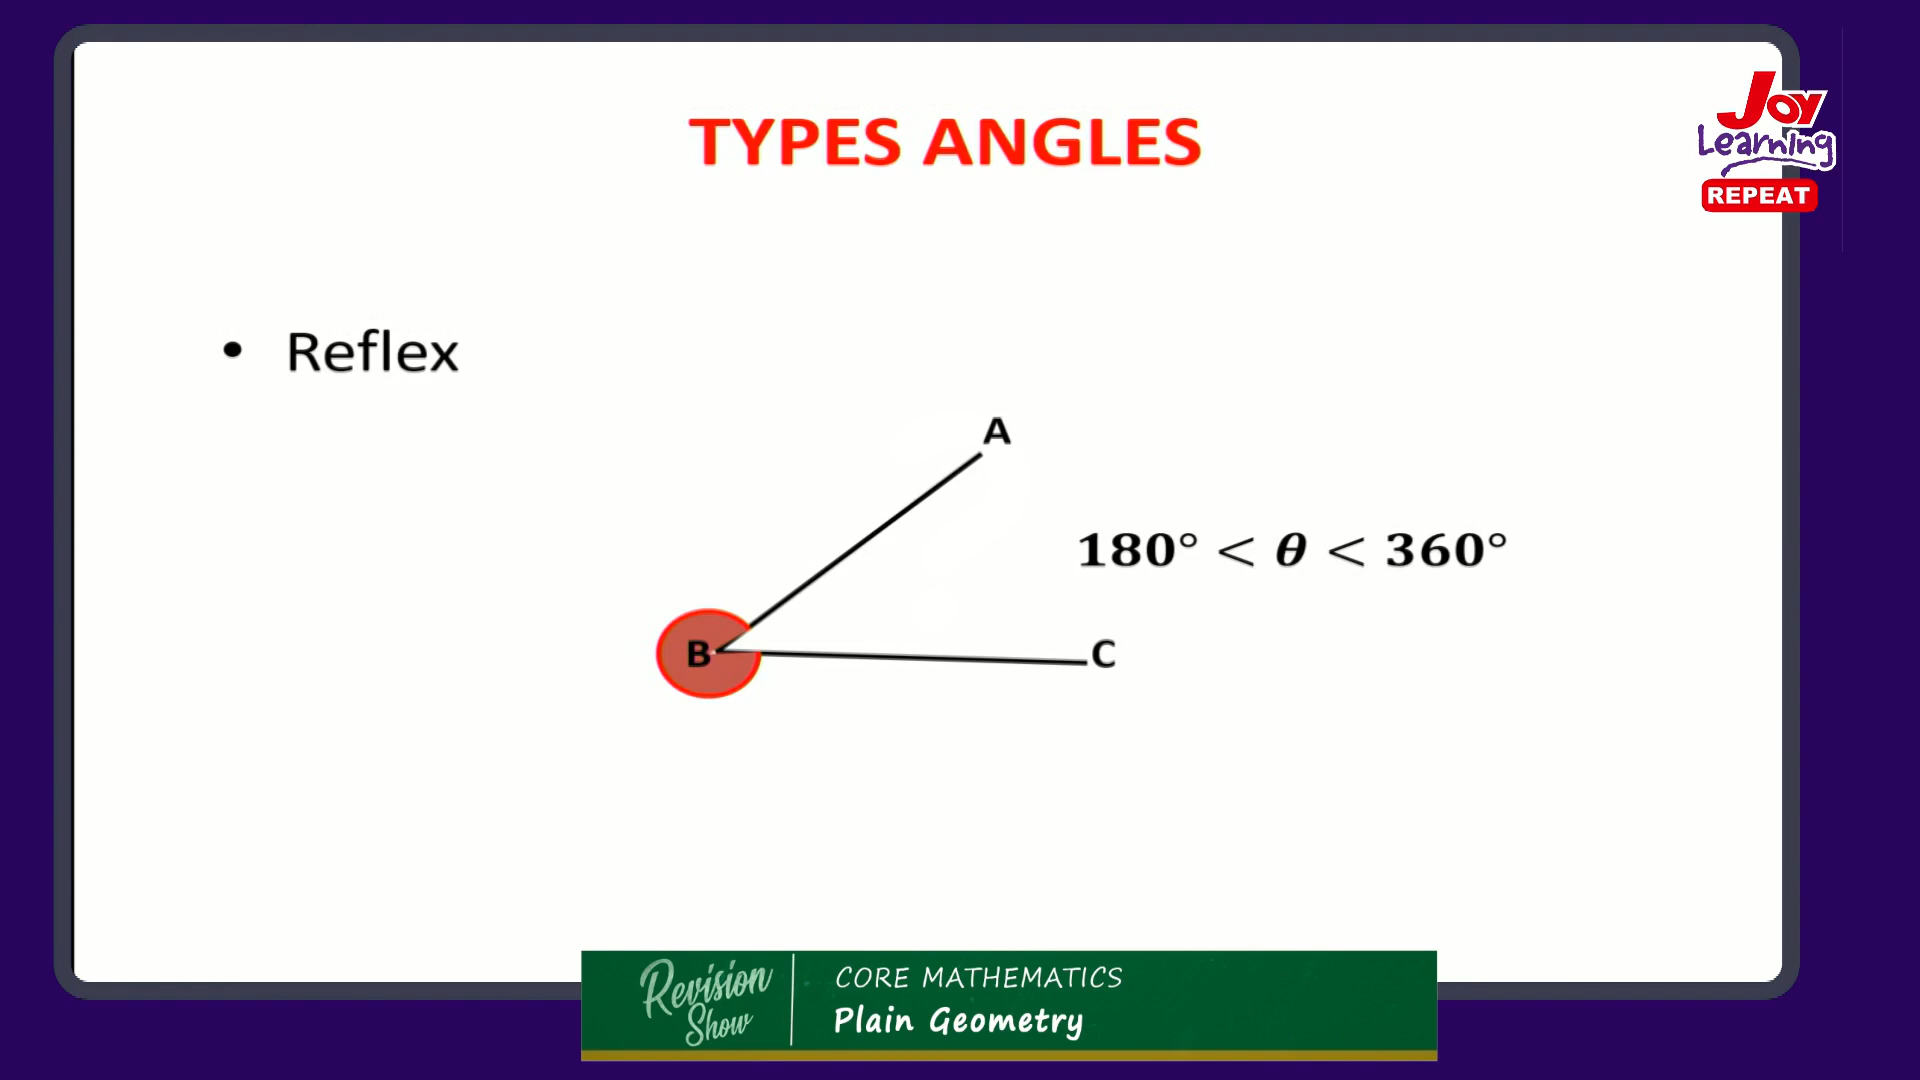 TYPES ANGLES
Joy
Learning
REPEAT
• Reflex
A
180° < θ < 360°
B
C
Revision
Show
CORE MATHEMATICS
Plain Geometry